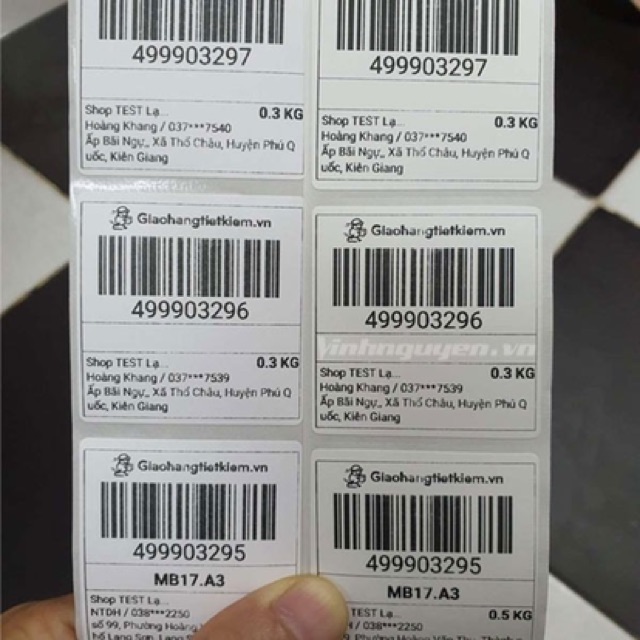 499903297
Shop TEST Lạ... 0.3 KG
Hoàng Khang / 037***7540
Ấp Bãi Ngự,, Xã Thổ Châu, Huyện Phú Q
uốc, Kiên Giang
499903297
Shop TEST Lạ... 0.3 KG
Hoàng Khang / 037***7540
Ấp Bãi Ngự,, Xã Thổ Châu, Huyện Phú Q
uốc, Kiên Giang
Giaohangtietkiem.vn
499903296
Shop TEST Lạ... 0.3 KG
Hoàng Khang / 037***7539
Ấp Bãi Ngự,, Xã Thổ Châu, Huyện Phú Q
uốc, Kiên Giang
Giaohangtietkiem.vn
499903296
Vinhnguyen.vn
Shop TEST Lạ... 0.3 KG
Hoàng Khang / 037***7539
Ấp Bãi Ngự,, Xã Thổ Châu, Huyện Phú Q
uốc, Kiên Giang
Giaohangtietkiem.vn
499903295
MB17.A3
Shop TEST Lạ...
NTDH / 038***2250
số 99, Phường Hoàng
Giaohangtietkiem.vn
499903295
MB17.A3
TEST Lạ... 0.5 KG
/ 038***2250